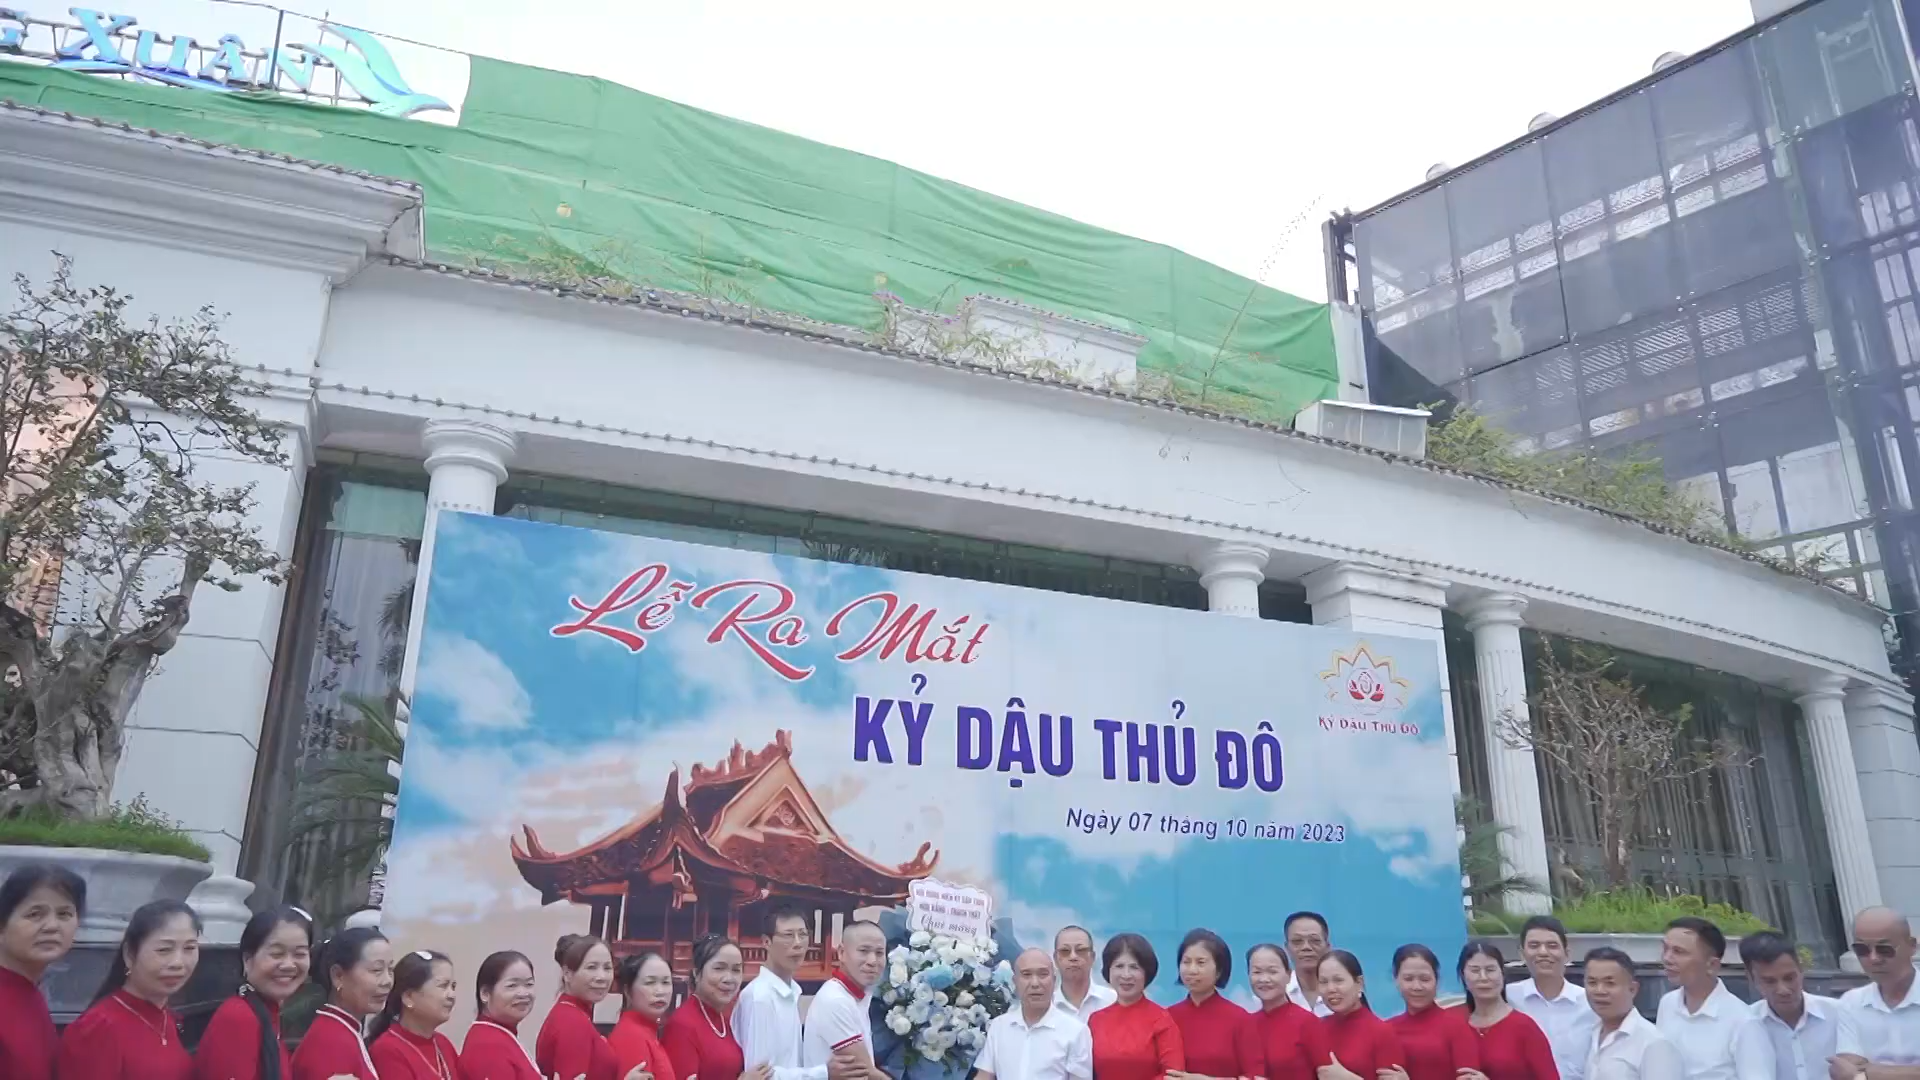 G XUÂN
Lễ Ra Mắt
KỶ DẬU THỦ ĐÔ
Ngày 07 tháng 10 năm 2023
KỶ DẬU THỦ ĐÔ
Chúc mừng